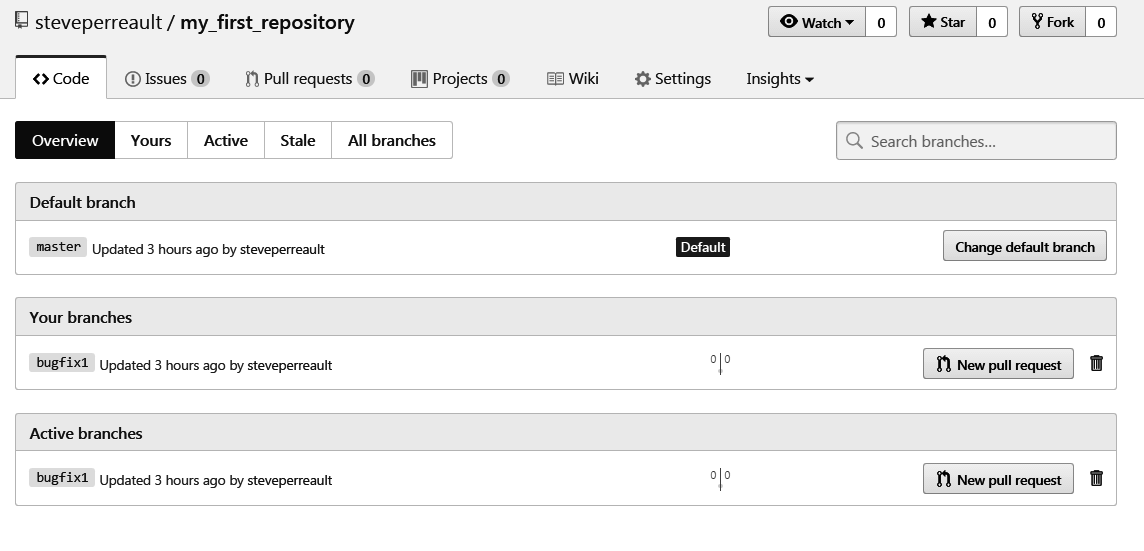 steveperreault / my_first_repository
Watch 0 Star 0 Fork 0
Code Issues 0 Pull requests 0 Projects 0 Wiki Settings Insights
Overview Yours Active Stale All branches Search branches...
Default branch
master Updated 3 hours ago by steveperreault Default Change default branch
Your branches
bugfix1 Updated 3 hours ago by steveperreault 0 0 New pull request
Active branches
bugfix1 Updated 3 hours ago by steveperreault 0 0 New pull request